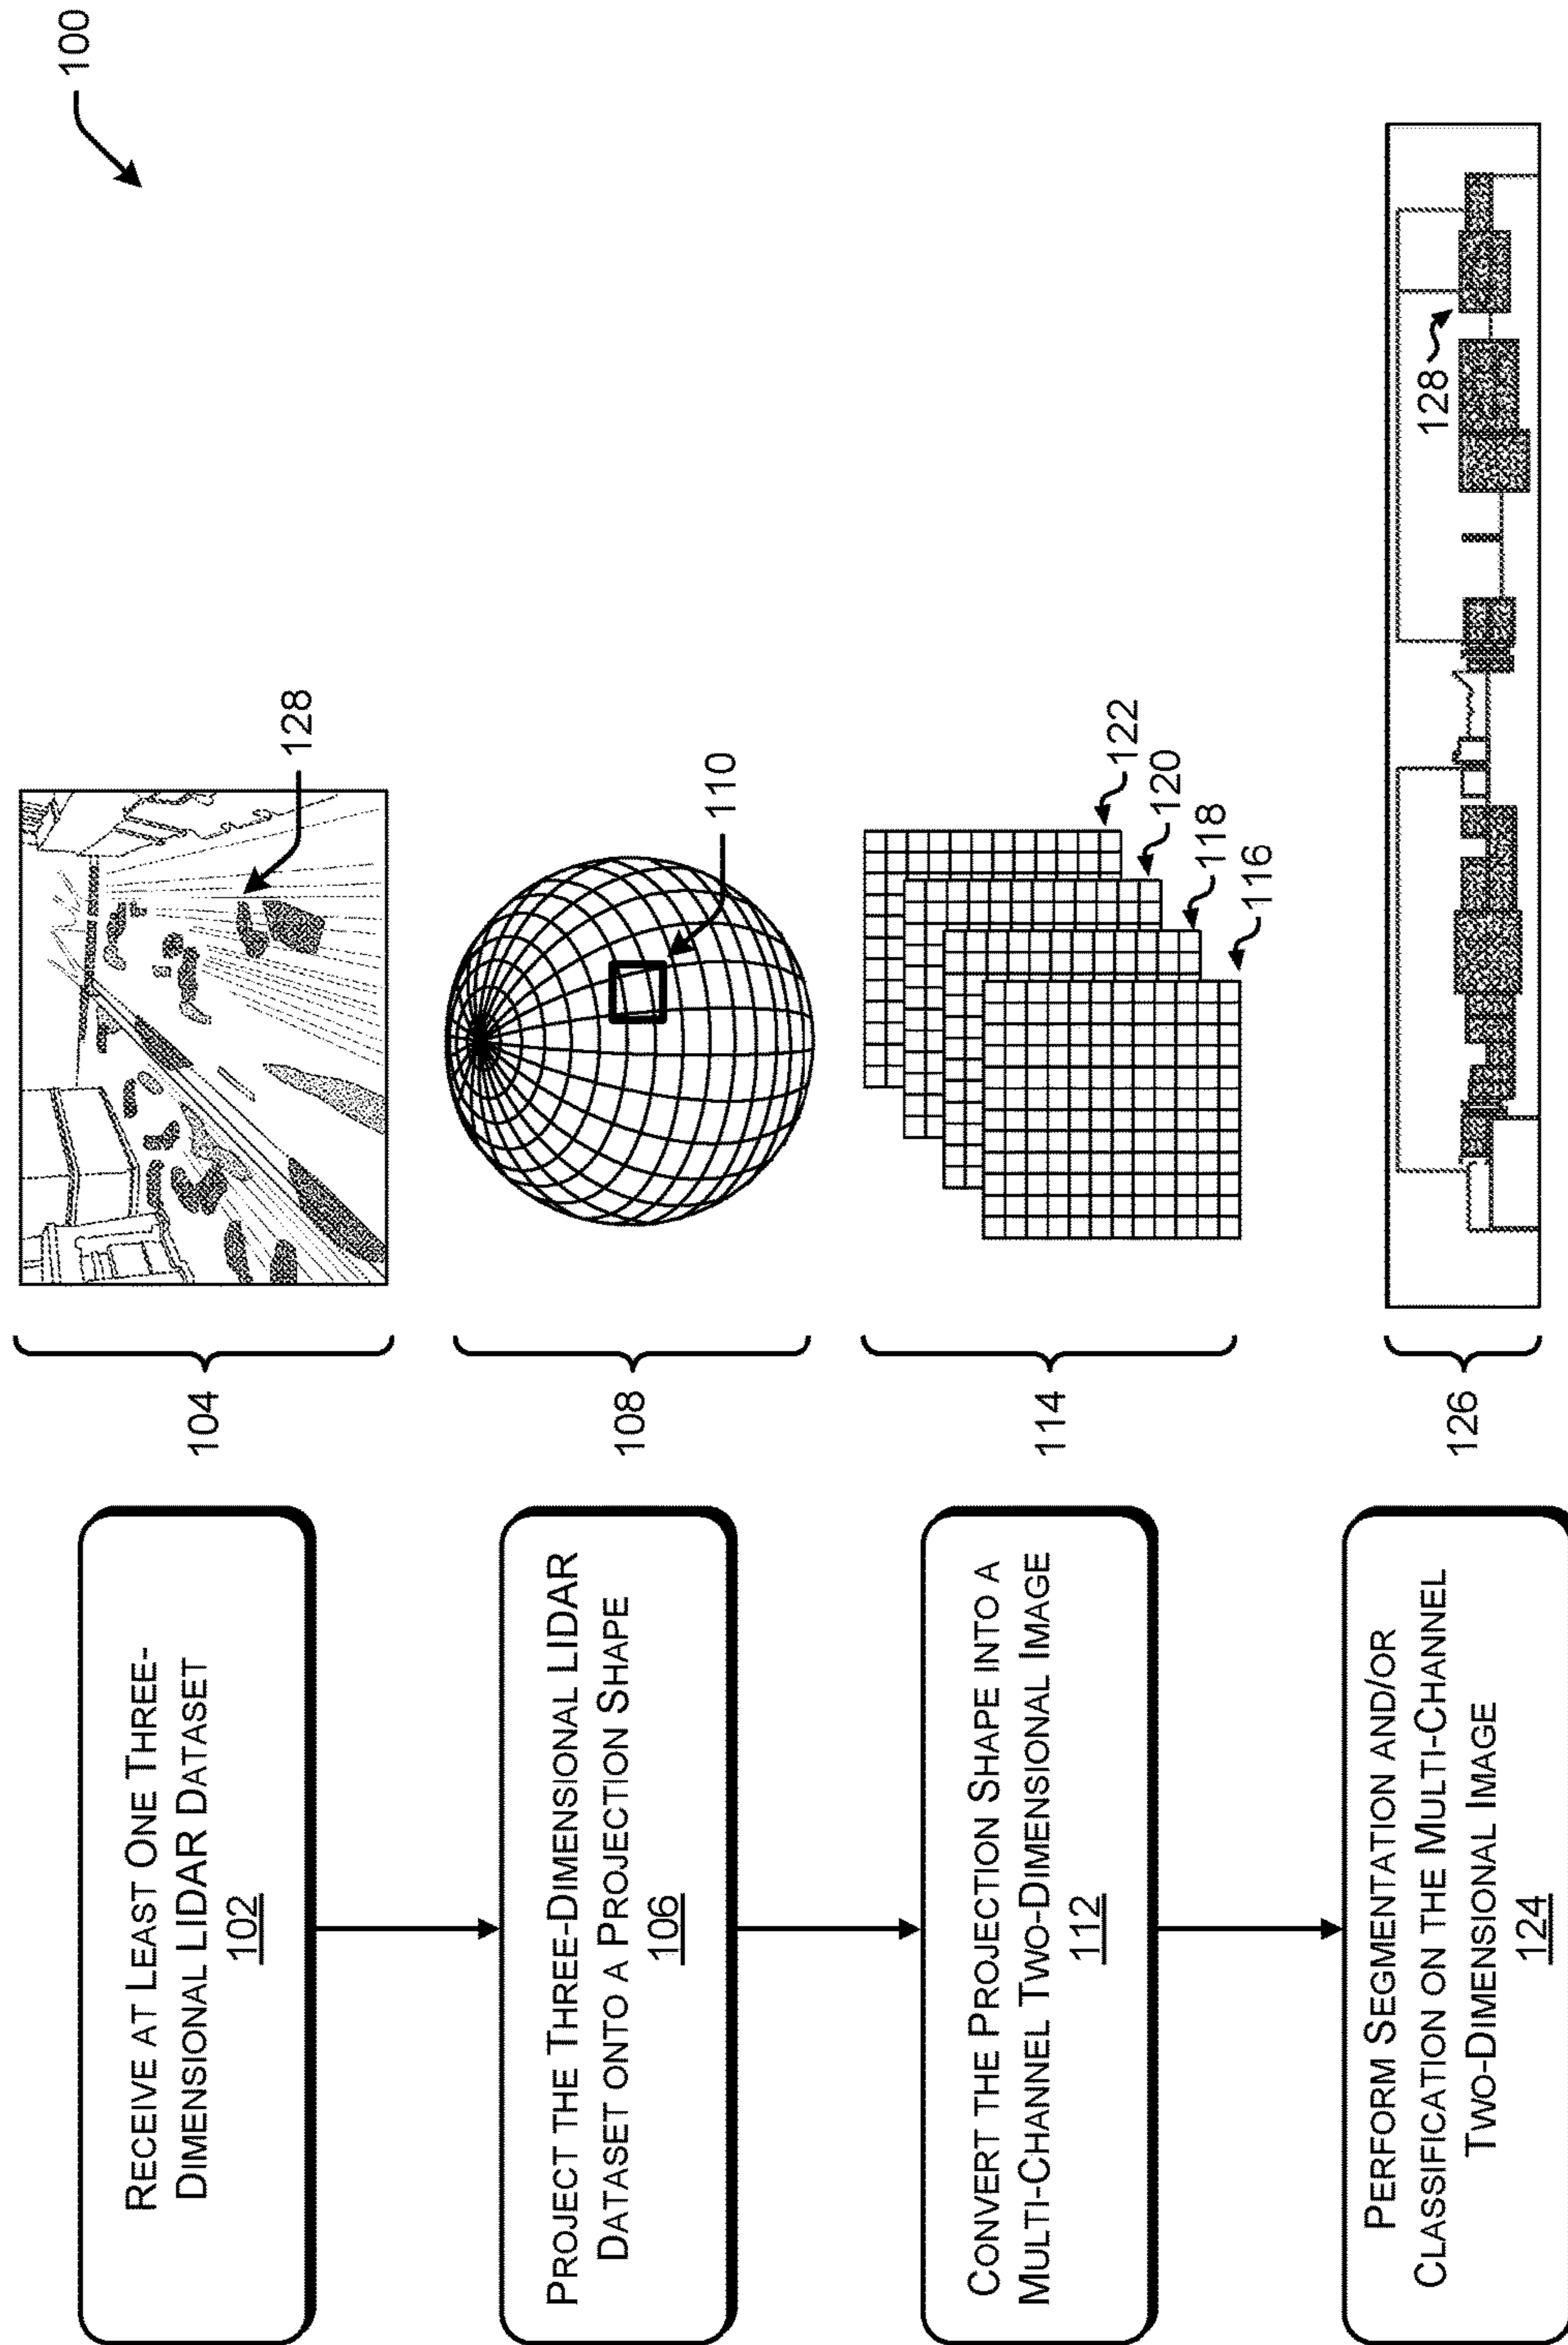 100
RECEIVE AT LEAST ONE THREE-
DIMENSIONAL LIDAR DATASET
102
104
128
PROJECT THE THREE-DIMENSIONAL LIDAR
DATASET ONTO A PROJECTION SHAPE
106
108
110
CONVERT THE PROJECTION SHAPE INTO A
MULTI-CHANNEL TWO-DIMENSIONAL IMAGE
112
114
122
120
118
116
PERFORM SEGMENTATION AND/OR
CLASSIFICATION ON THE MULTI-CHANNEL
TWO-DIMENSIONAL IMAGE
124
126
128